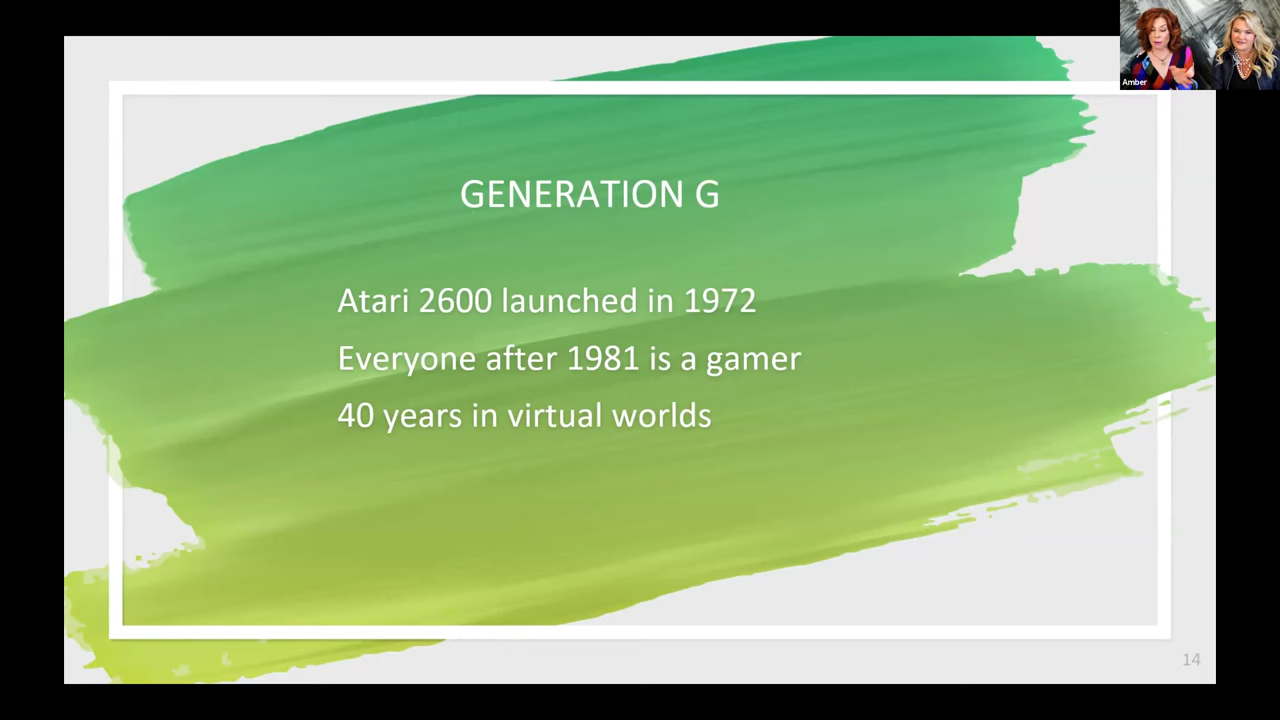 Amber
GENERATION G
Atari 2600 launched in 1972
Everyone after 1981 is a gamer
40 years in virtual worlds
14